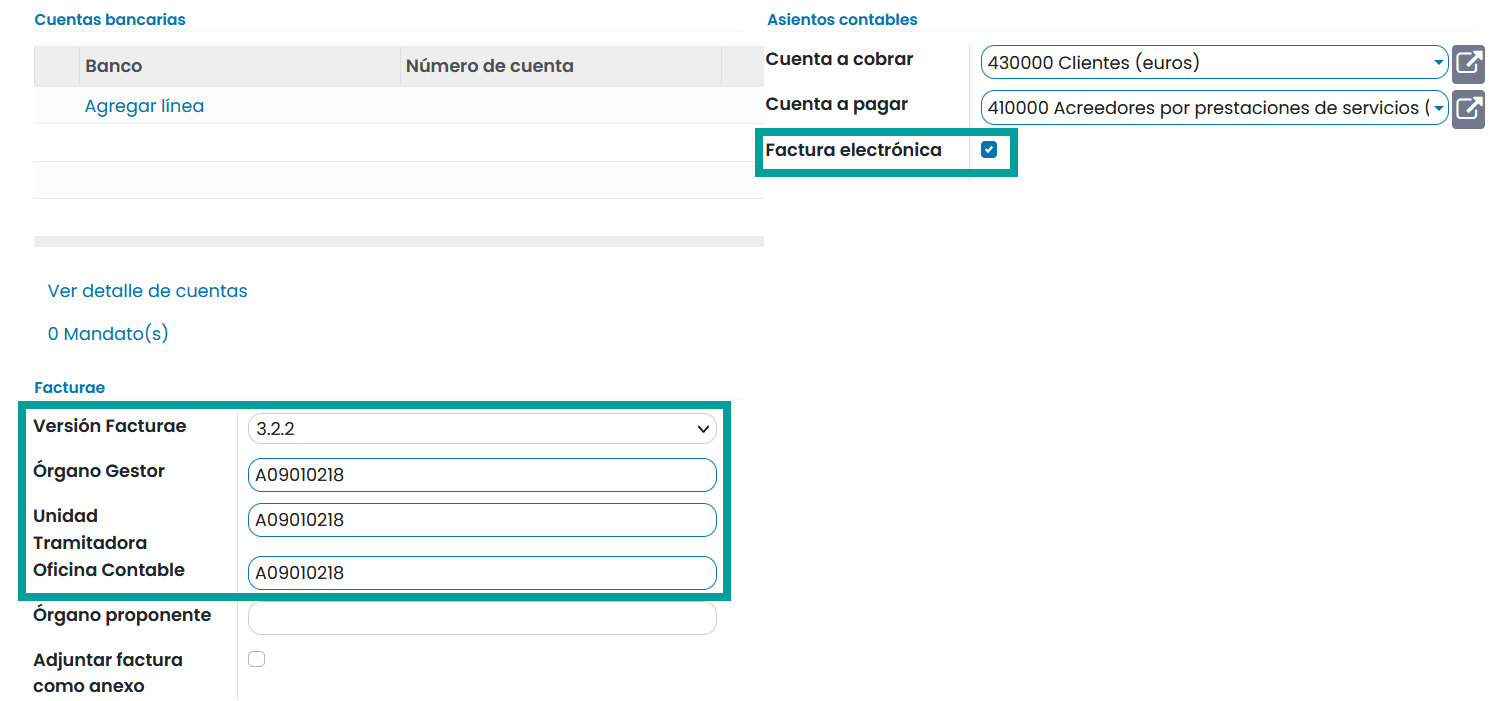 Cuentas bancarias
Banco
Número de cuenta
Agregar línea
Ver detalle de cuentas
0 Mandato(s)
Asientos contables
Cuenta a cobrar
430000 Clientes (euros)
Cuenta a pagar
410000 Acreedores por prestaciones de servicios (
Factura electrónica
Facturae
Versión Facturae
3.2.2
Órgano Gestor
A09010218
Unidad
Tramitadora
A09010218
Oficina Contable
A09010218
Órgano proponente
Adjuntar factura
como anexo